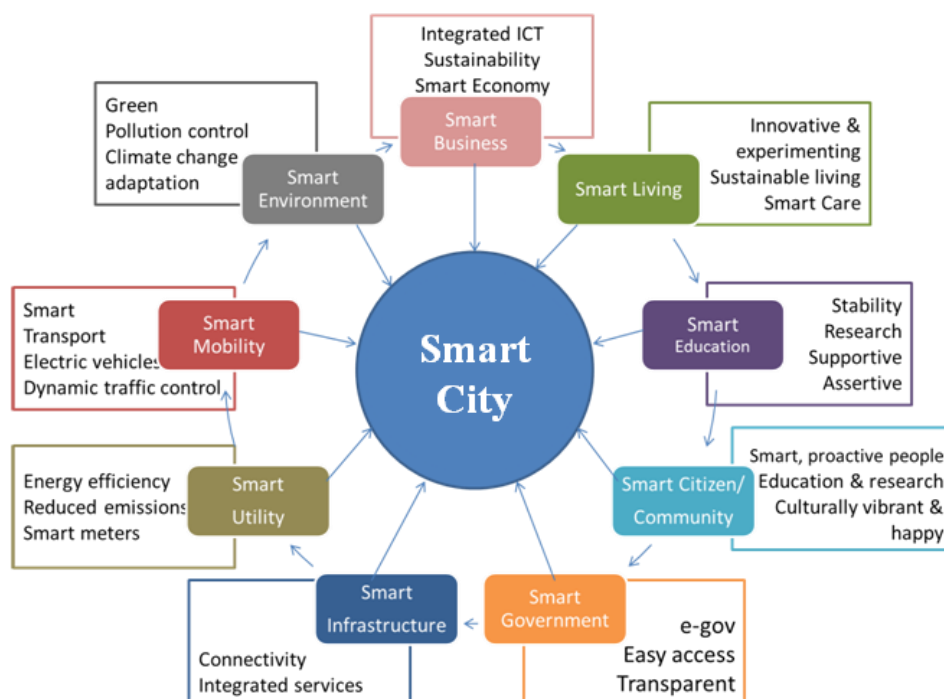 Integrated ICT
Sustainability
Smart Economy
Smart
Business
Innovative &
experimenting
Sustainable living
Smart Care
Smart Living
Stability
Research
Supportive
Assertive
Smart
Education
Smart, proactive people
Education & research
Culturally vibrant &
happy
Smart Citizen/
Community
e-gov
Easy access
Transparent
Smart
Government
Smart
Infrastructure
Connectivity
Integrated services
Energy efficiency
Reduced emissions
Smart meters
Smart
Utility
Smart
Transport
Electric vehicles
Dynamic traffic control
Smart
Mobility
Green
Pollution control
Climate change
adaptation
Smart
Environment
Smart
City